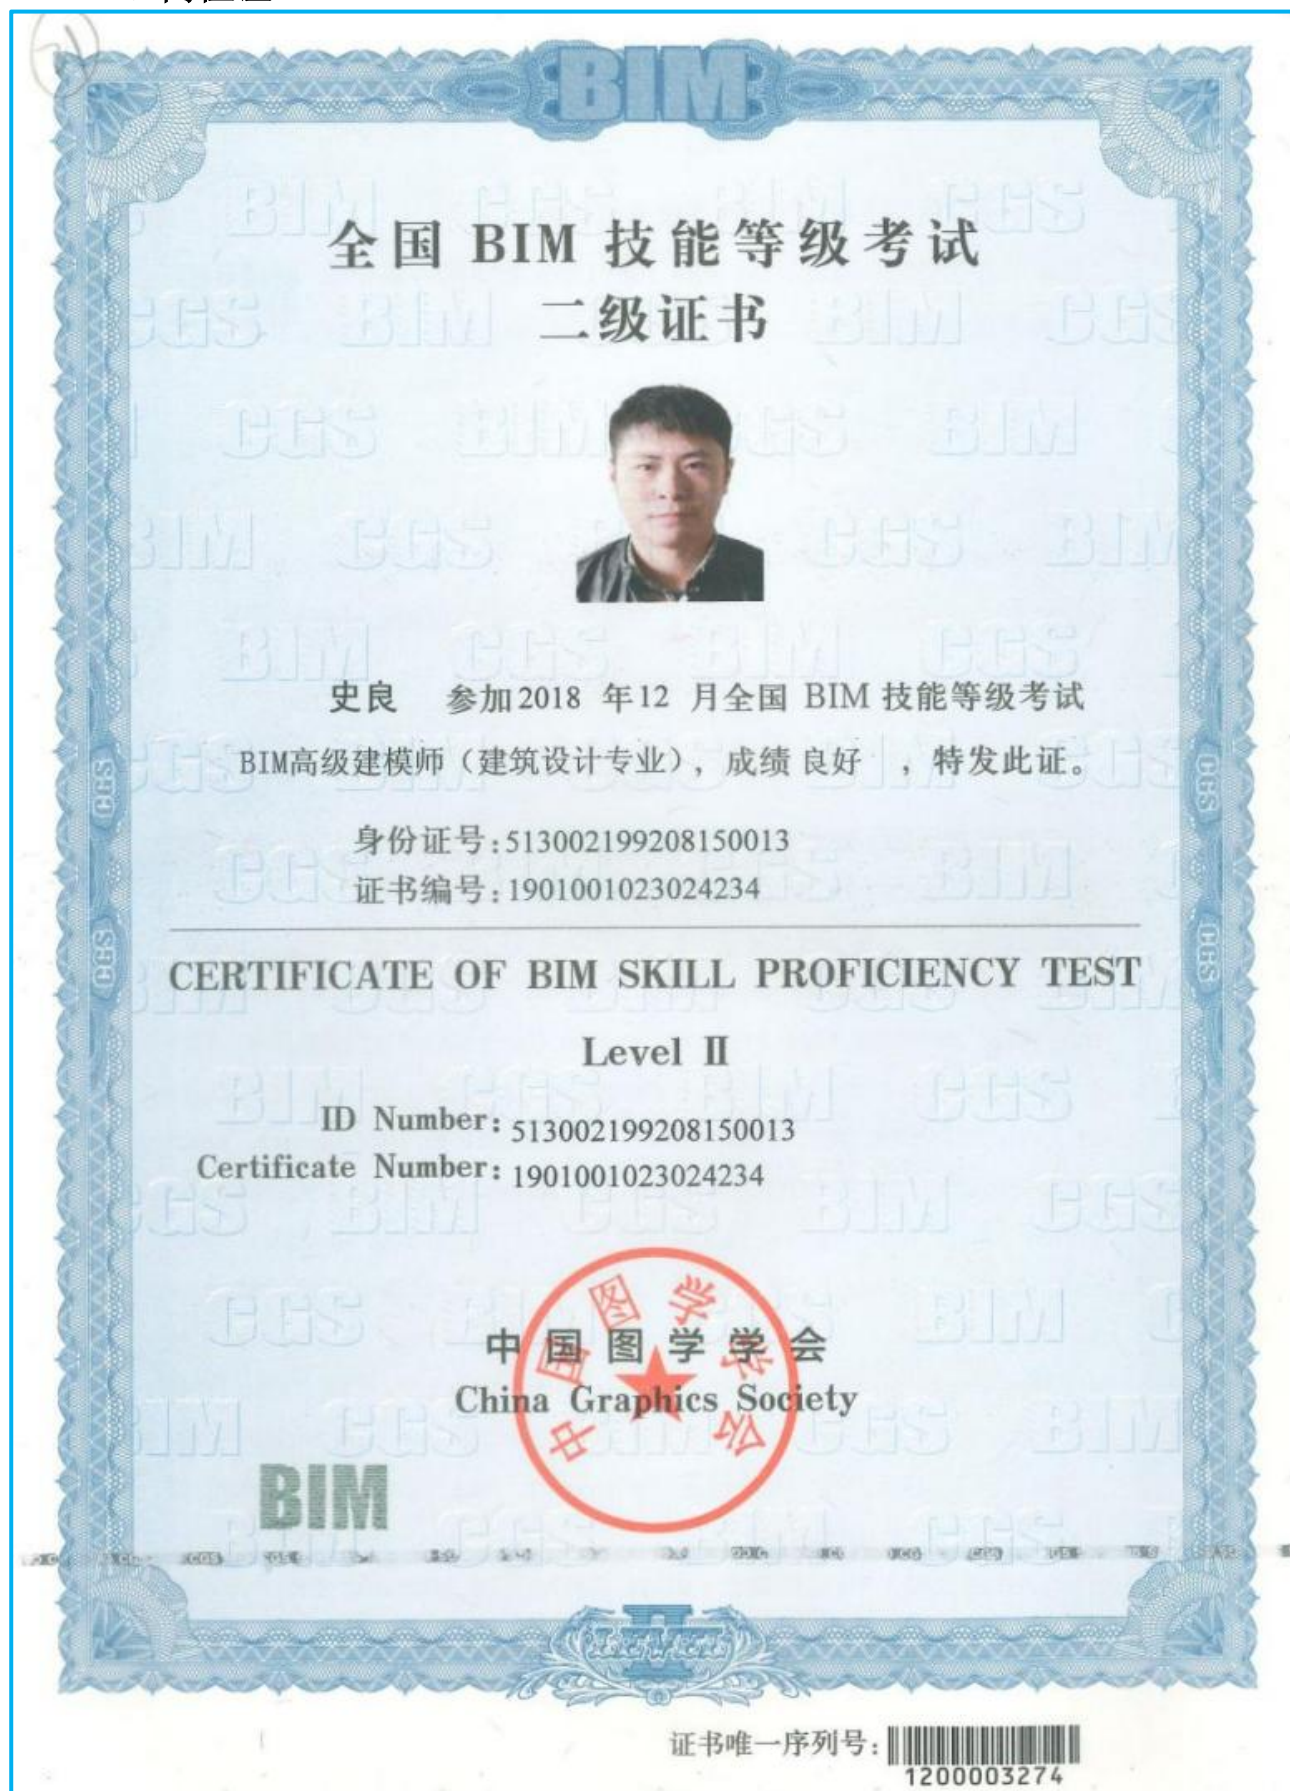 BIM
全国 BIM 技能等级考试
二级证书
史良 参加2018 年12 月全国 BIM 技能等级考试
BIM高级建模师（建筑设计专业），成绩 良好 ，特发此证。
身份证号:513002199208150013
证书编号:1901001023024234
CERTIFICATE OF BIM SKILL PROFICIENCY TEST
Level Ⅱ
ID Number: 513002199208150013
Certificate Number: 1901001023024234
中国图学学会
中国图学学会
China Graphics Society
BIM
证书唯一序列号:
1200003274